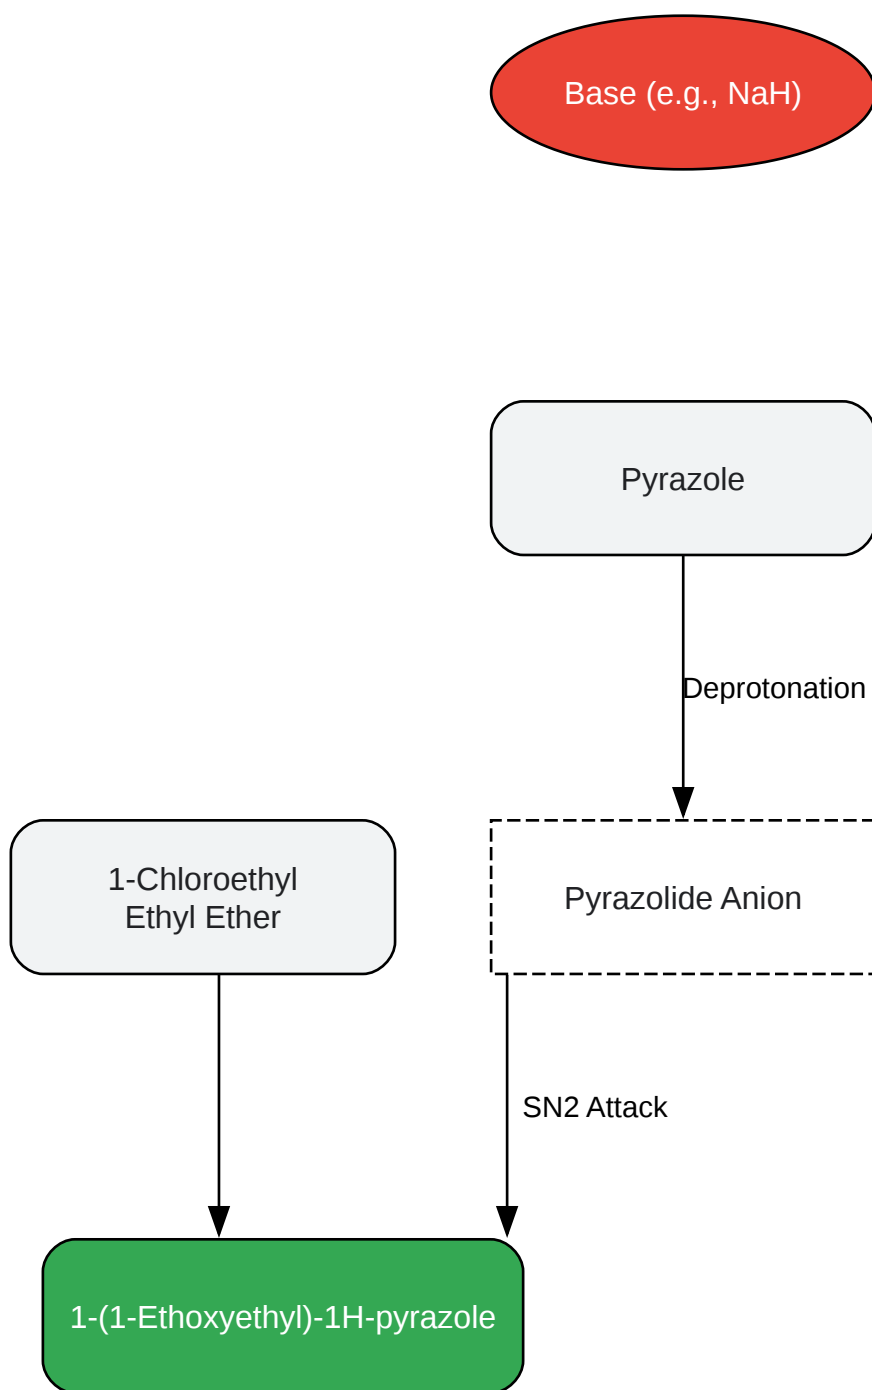 Base (e.g., NaH)
Pyrazole
Deprotonation
1-Chloroethyl
Ethyl Ether
Pyrazolide Anion
SN2 Attack
1-(1-Ethoxyethyl)-1H-pyrazole